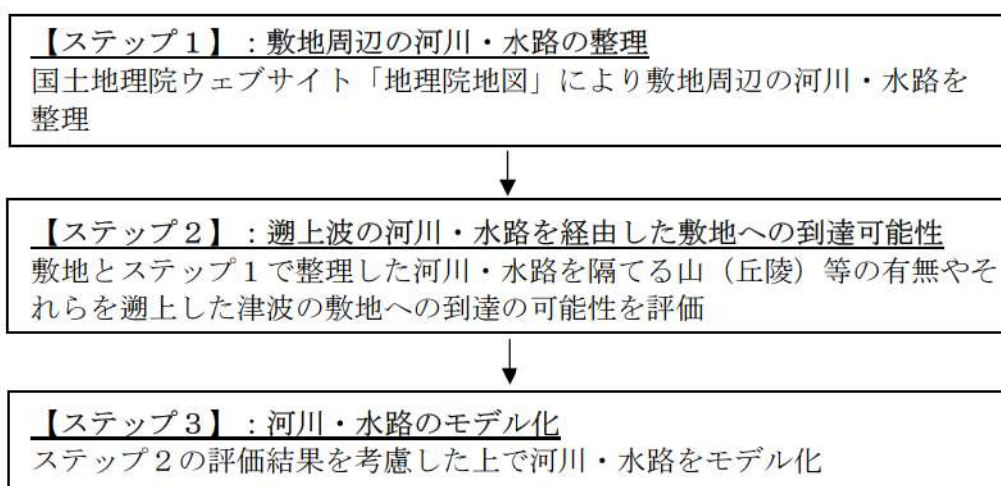 【ステップ１】：敷地周辺の河川・水路の整理
国土地理院ウェブサイト「地理院地図」により敷地周辺の河川・水路を
整理
【ステップ２】：遡上波の河川・水路を経由した敷地への到達可能性
敷地とステップ１で整理した河川・水路を隔てる山（丘陵）等の有無やそ
れらを遡上した津波の敷地への到達の可能性を評価
【ステップ３】：河川・水路のモデル化
ステップ２の評価結果を考慮した上で河川・水路をモデル化